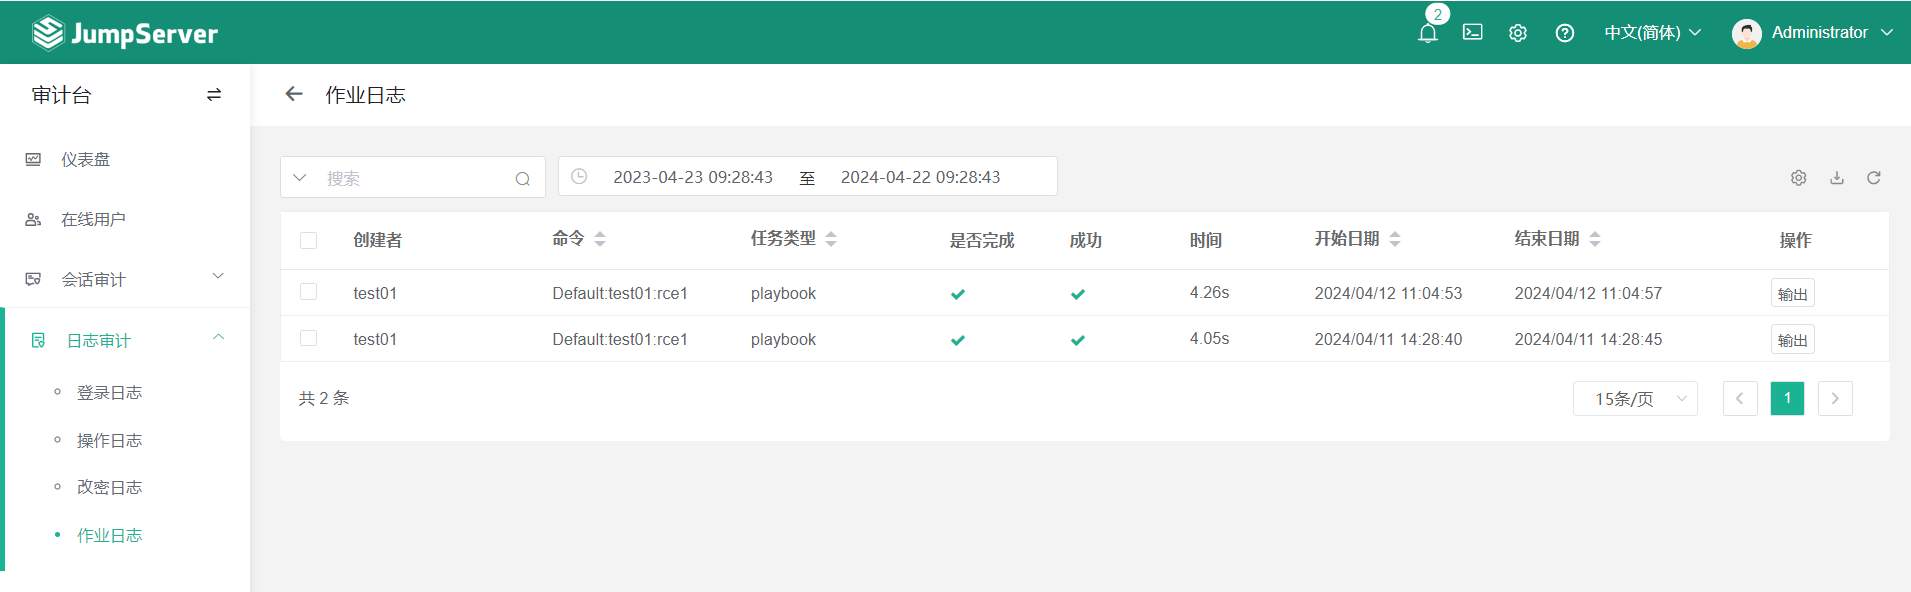 JumpServer
2
中文(简体)
Administrator
审计台
作业日志
仪表盘
在线用户
会话审计
日志审计
登录日志
操作日志
改密日志
作业日志
搜索
2023-04-23 09:28:43 至 2024-04-22 09:28:43
创建者 命令 任务类型 是否完成 成功 时间 开始日期 结束日期 操作
test01 Default:test01:rce1 playbook 4.26s 2024/04/12 11:04:53 2024/04/12 11:04:57 输出
test01 Default:test01:rce1 playbook 4.05s 2024/04/11 14:28:40 2024/04/11 14:28:45 输出
共 2 条
15条/页
1